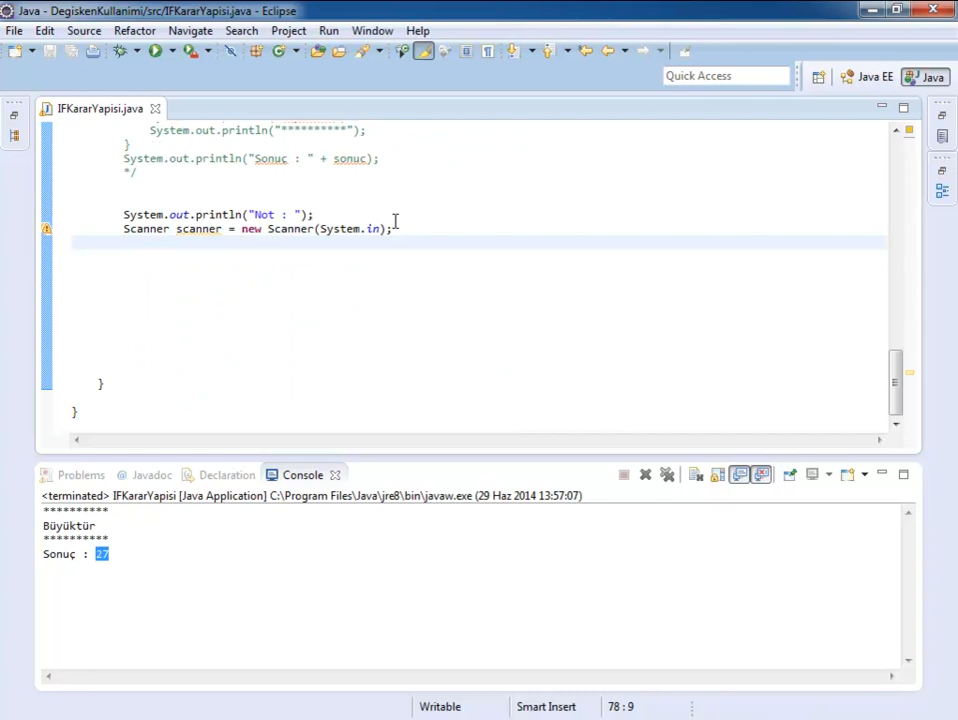 Java - DegiskenKullanimi/src/IFKararYapisi.java - Eclipse
File Edit Source Refactor Navigate Search Project Run Window Help
Quick Access
Java EE
Java
IFKararYapisi.java
System.out.println("**********");
}
System.out.println("Sonuç : " + sonuc);
*/
System.out.println("Not : ");
Scanner scanner = new Scanner(System.in);
}
}
Problems @ Javadoc Declaration Console
<terminated> IFKararYapisi [Java Application] C:\Program Files\Java\jre8\bin\javaw.exe (29 Haz 2014 13:57:07)
**********
Büyüktür
**********
Sonuç : 27
Writable Smart Insert 78 : 9